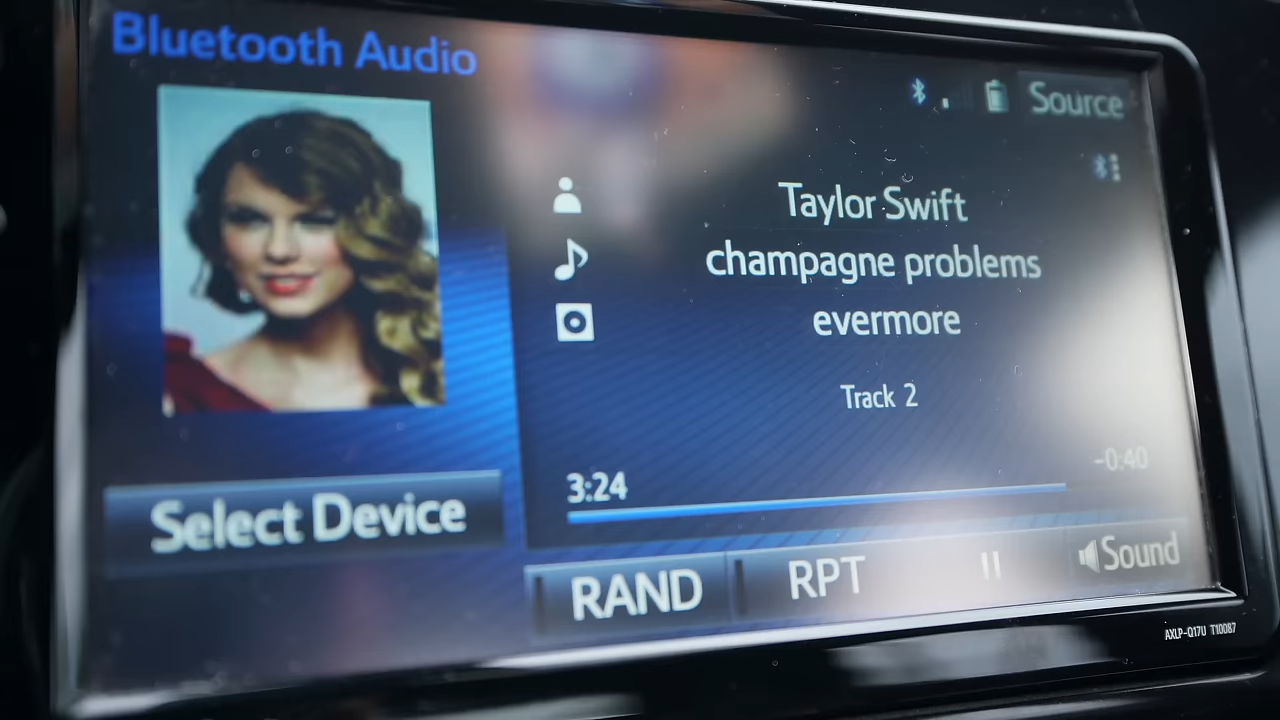 Bluetooth Audio
Source
Taylor Swift
champagne problems
evermore
Track 2
3:24
-0:40
Select Device
RAND
RPT
Sound
AXLP-Q17U T10087